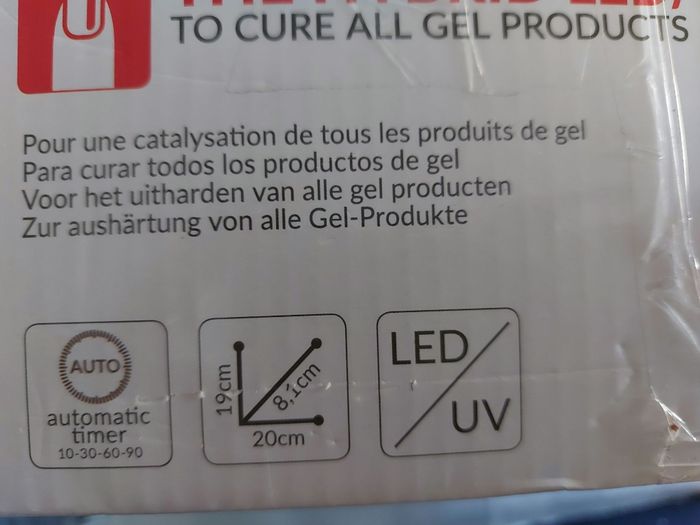 TO CURE ALL GEL PRODUCTS
Pour une catalysation de tous les produits de gel
Para curar todos los productos de gel
Voor het uitharden van alle gel producten
Zur aushärtung von alle Gel-Produkte
AUTO
automatic
timer
10-30-60-90
19cm
8,1cm
20cm
LED
UV